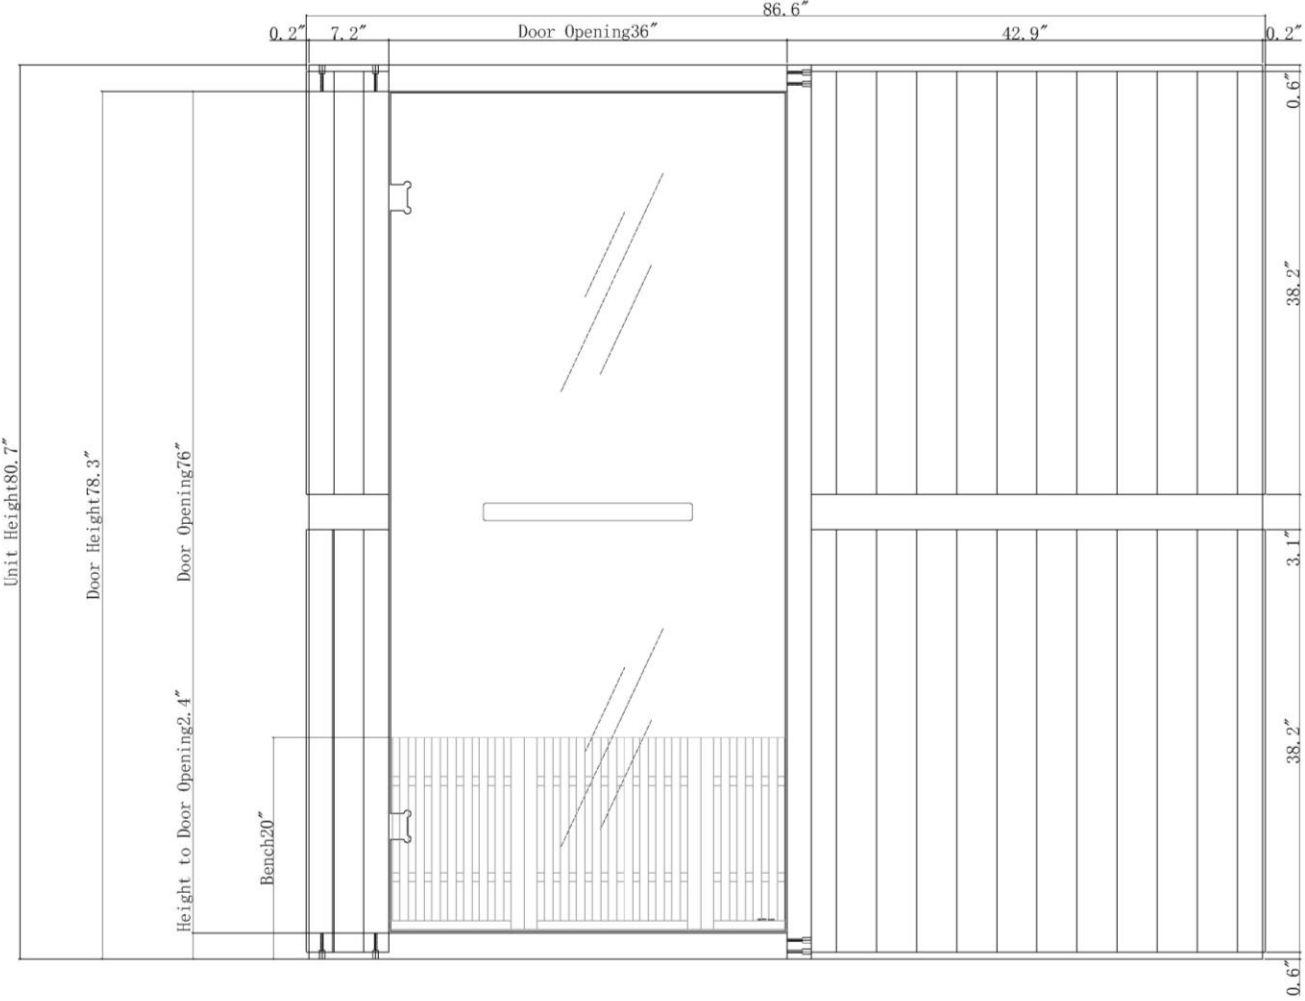 86.6″
0.2″ 7.2″ Door Opening36″ 42.9″ 0.2″
0.6″
38.2″
Unit Height80.7″
Door Height78.3″
Door Opening76″
3.1″
Height to Door Opening2.4″
38.2″
Bench20″
0.6″